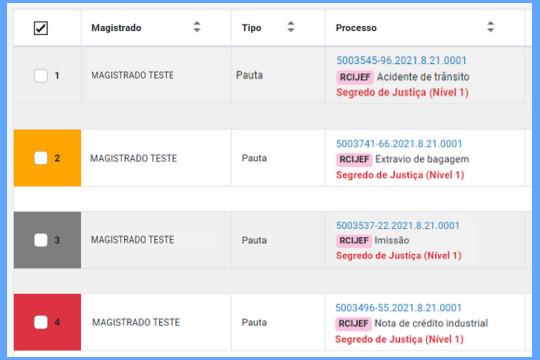 Magistrado Tipo Processo
1 MAGISTRADO TESTE Pauta 5003545-96.2021.8.21.0001
RCIJEF Acidente de trânsito
Segredo de Justiça (Nível 1)
2 MAGISTRADO TESTE Pauta 5003741-66.2021.8.21.0001
RCIJEF Extravio de bagagem
Segredo de Justiça (Nível 1)
3 MAGISTRADO TESTE Pauta 5003537-22.2021.8.21.0001
RCIJEF Imissão
Segredo de Justiça (Nível 1)
4 MAGISTRADO TESTE Pauta 5003496-55.2021.8.21.0001
RCIJEF Nota de crédito industrial
Segredo de Justiça (Nível 1)